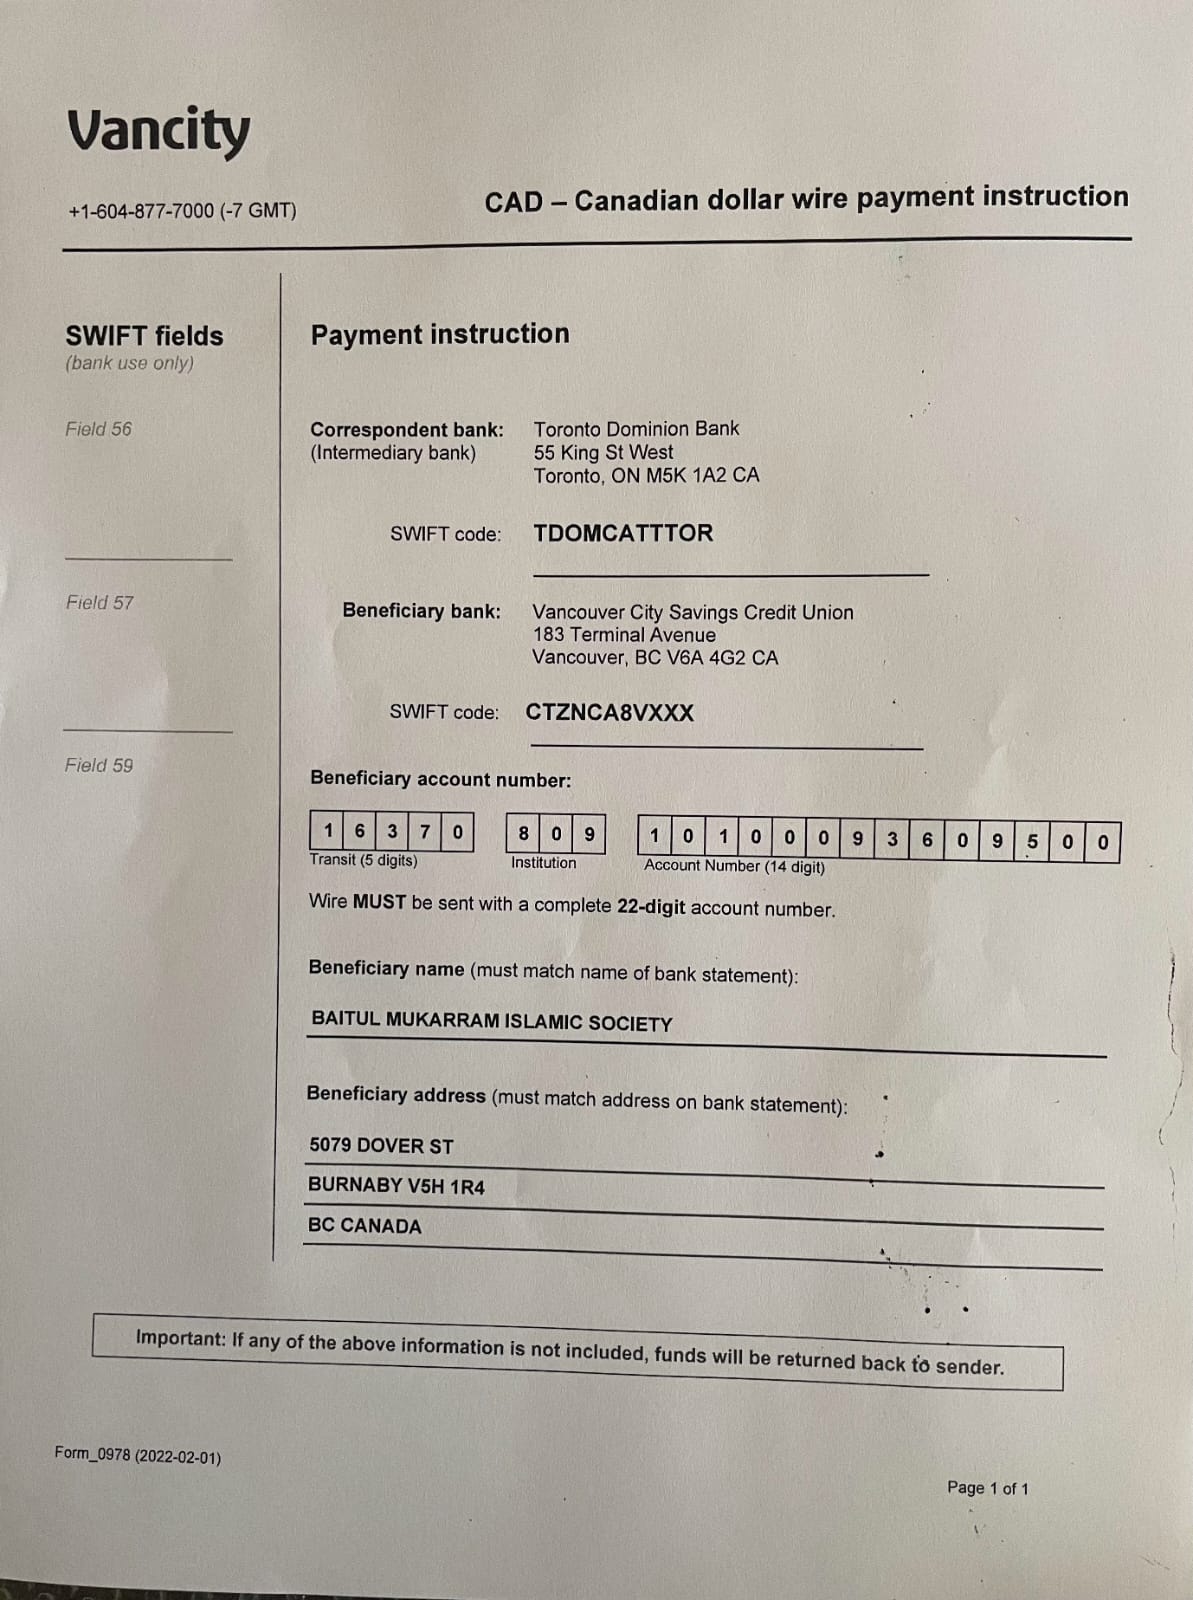 Vancity
+1-604-877-7000 (-7 GMT)
CAD – Canadian dollar wire payment instruction
SWIFT fields
(bank use only)
Payment instruction
Field 56
Correspondent bank: Toronto Dominion Bank
(Intermediary bank) 55 King St West
Toronto, ON M5K 1A2 CA
SWIFT code: TDOMCATTTOR
Field 57
Beneficiary bank: Vancouver City Savings Credit Union
183 Terminal Avenue
Vancouver, BC V6A 4G2 CA
SWIFT code: CTZNCA8VXXX
Field 59
Beneficiary account number:
1 6 3 7 0 8 0 9 1 0 1 0 0 0 9 3 6 0 9 5 0 0
Transit (5 digits) Institution Account Number (14 digit)
Wire MUST be sent with a complete 22-digit account number.
Beneficiary name (must match name of bank statement):
BAITUL MUKARRAM ISLAMIC SOCIETY
Beneficiary address (must match address on bank statement):
5079 DOVER ST
BURNABY V5H 1R4
BC CANADA
Important: If any of the above information is not included, funds will be returned back to sender.
Form_0978 (2022-02-01)
Page 1 of 1